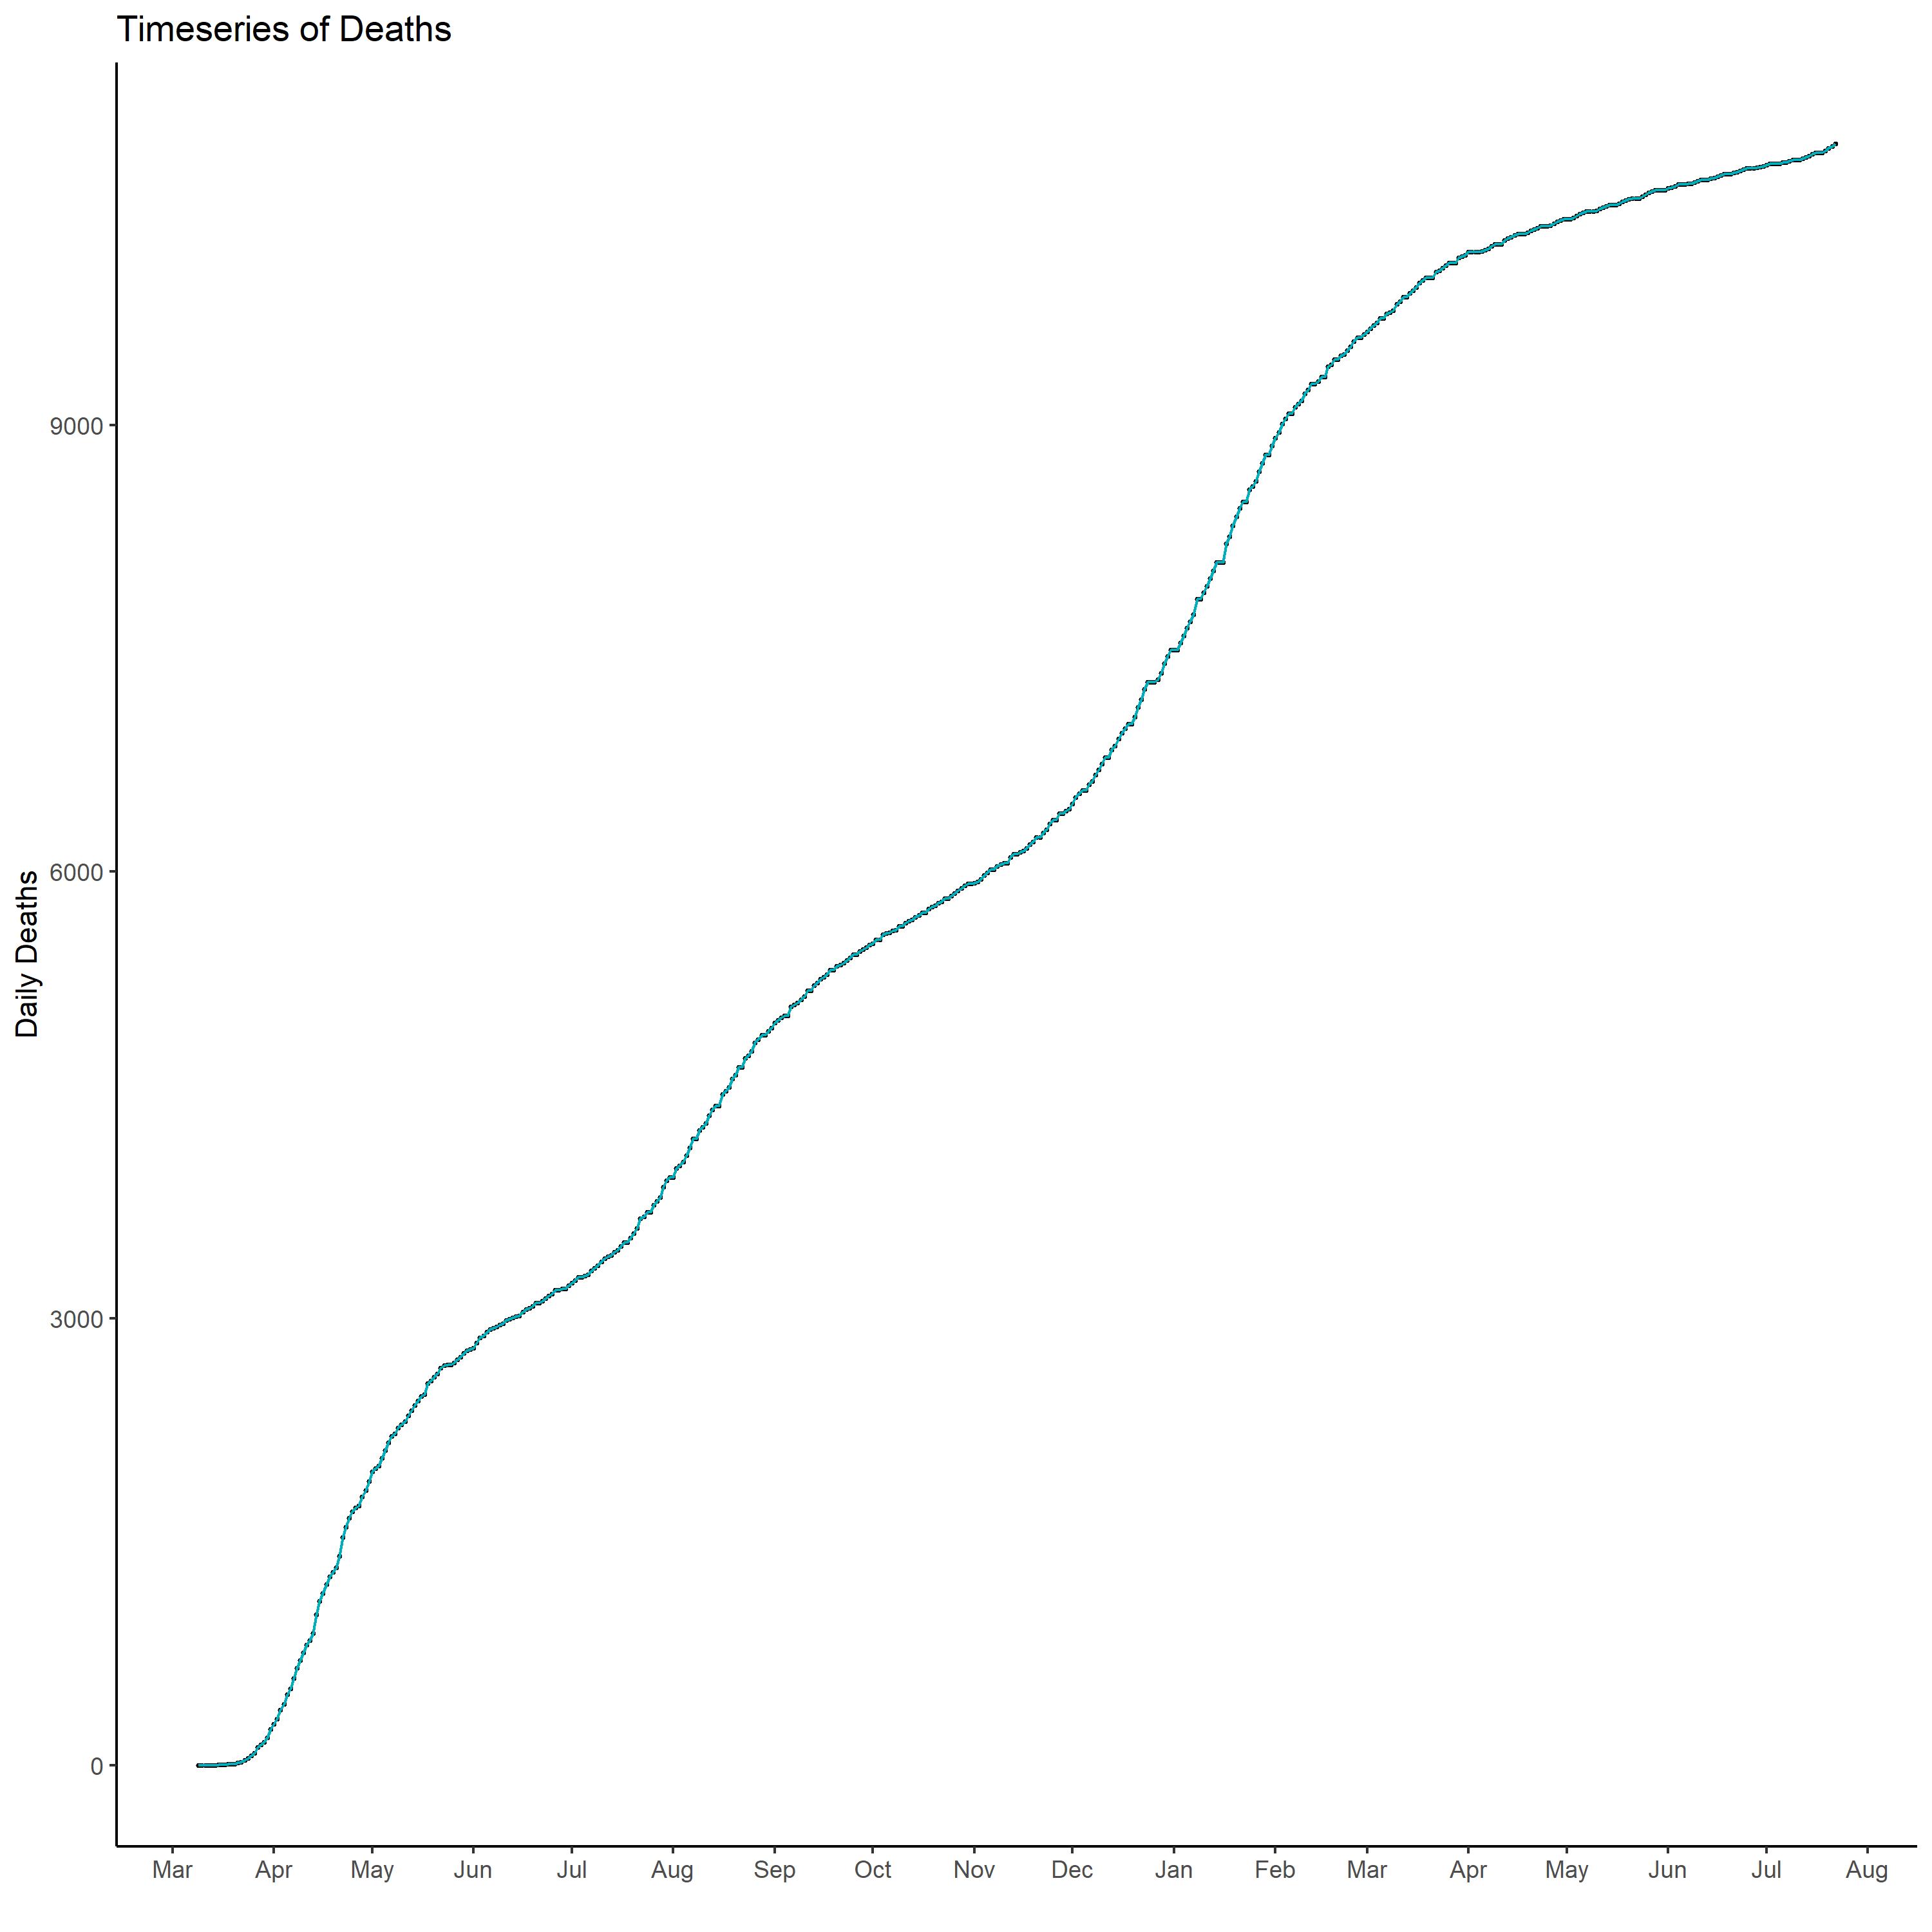 Timeseries of Deaths
Daily Deaths
9000
6000
3000
0
Mar Apr May Jun Jul Aug Sep Oct Nov Dec Jan Feb Mar Apr May Jun Jul Aug